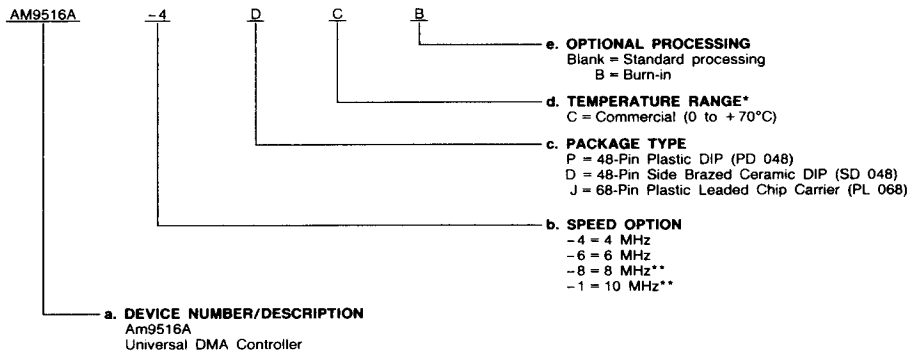 AM9516A -4 D C B
e. OPTIONAL PROCESSING
Blank = Standard processing
B = Burn-in
d. TEMPERATURE RANGE*
C = Commercial (0 to +70°C)
c. PACKAGE TYPE
P = 48-Pin Plastic DIP (PD 048)
D = 48-Pin Side Brazed Ceramic DIP (SD 048)
J = 68-Pin Plastic Leaded Chip Carrier (PL 068)
b. SPEED OPTION
-4 = 4 MHz
-6 = 6 MHz
-8 = 8 MHz**
-1 = 10 MHz**
a. DEVICE NUMBER/DESCRIPTION
Am9516A
Universal DMA Controller